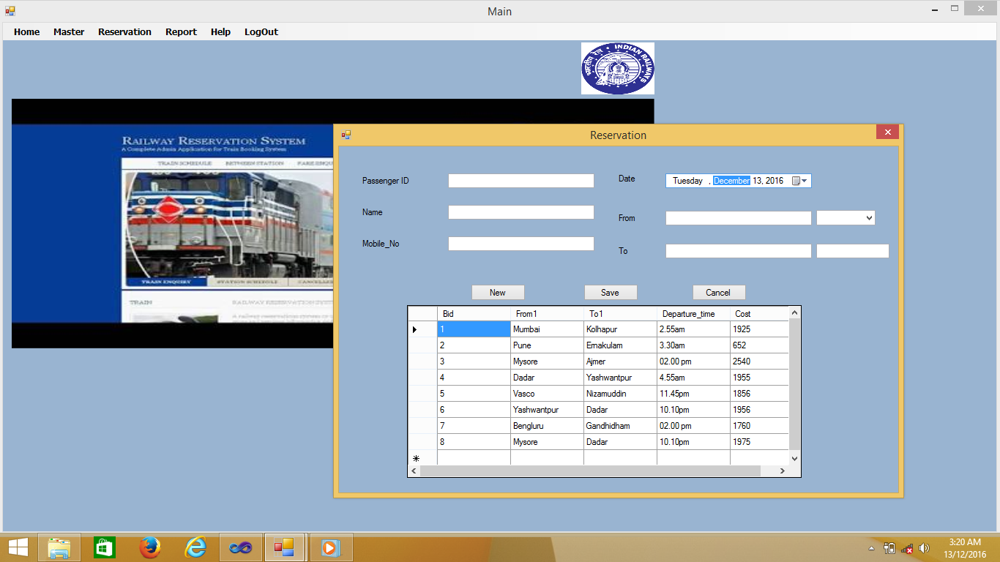 Main
Home Master Reservation Report Help LogOut
भारतीय रेल • INDIAN RAILWAYS
RAILWAY RESERVATION SYSTEM
A Complete Admin Application for Train Booking System
TRAIN SCHEDULE BETWEEN STATION FARE ENQU
TRAIN ENQUIRY STATION SCHEDULE CANCELLE
TRAIN RAILWAY RESERVATION SYSTEM
Reservation
Passenger ID
Date Tuesday , December 13, 2016
Name
From
Mobile_No
To
New Save Cancel
Bid From1 To1 Departure_time Cost
1 Mumbai Kolhapur 2.55am 1925
2 Pune Ernakulam 3.30am 652
3 Mysore Ajmer 02.00 pm 2540
4 Dadar Yashwantpur 4.55am 1955
5 Vasco Nizamuddin 11.45pm 1856
6 Yashwantpur Dadar 10.10pm 1956
7 Bengluru Gandhidham 02.00 pm 1760
8 Mysore Dadar 10.10pm 1975
3:20 AM
13/12/2016